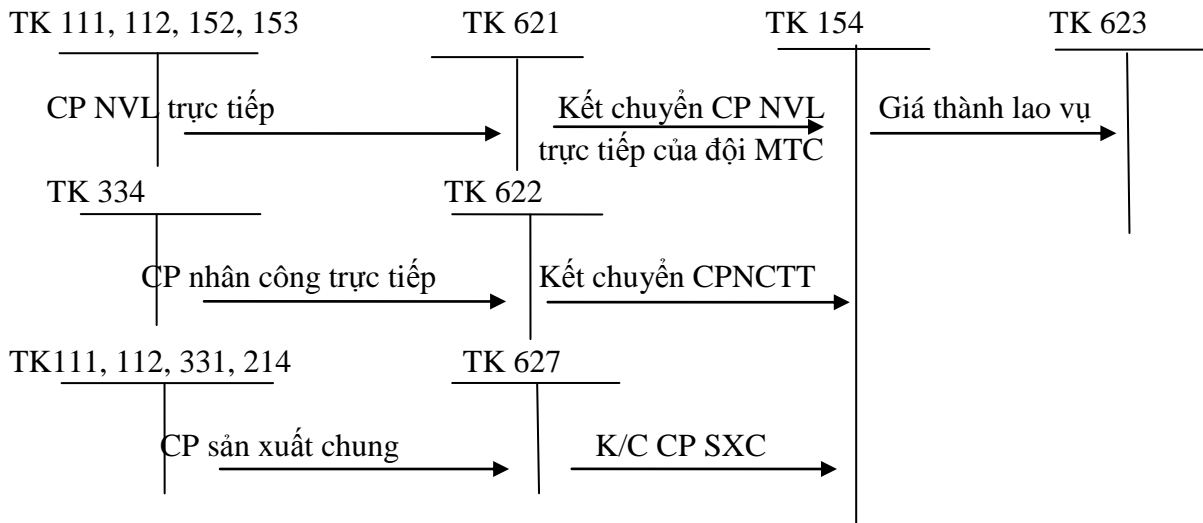 TK 111, 112, 152, 153 TK 621 TK 154 TK 623
CP NVL trực tiếp Kết chuyển CP NVL Giá thành lao vụ
trực tiếp của đội MTC
TK 334 TK 622
CP nhân công trực tiếp Kết chuyển CPNCTT
TK111, 112, 331, 214 TK 627
CP sản xuất chung K/C CP SXC